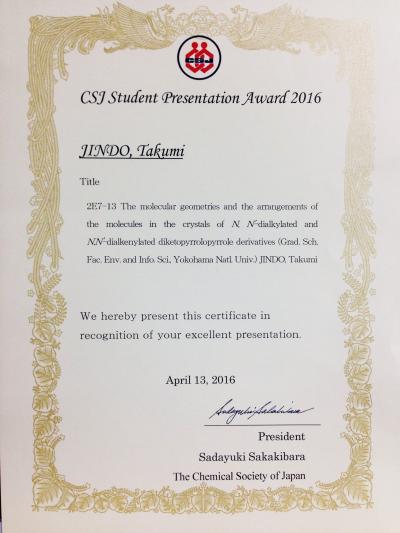 CSJ
CSJ Student Presentation Award 2016
JINDO, Takumi
Title
2E7-13 The molecular geometries and the arrangements of
the molecules in the crystals of N, N'-dialkylated and
N,N'-dialkenylated diketopyrrolopyrrole derivatives (Grad. Sch.
Fac. Env. and Info. Sci., Yokohama Natl. Univ.) JINDO, Takumi
We hereby present this certificate in
recognition of your excellent presentation.
April 13, 2016
Sadayuki Sakakibara
President
Sadayuki Sakakibara
The Chemical Society of Japan